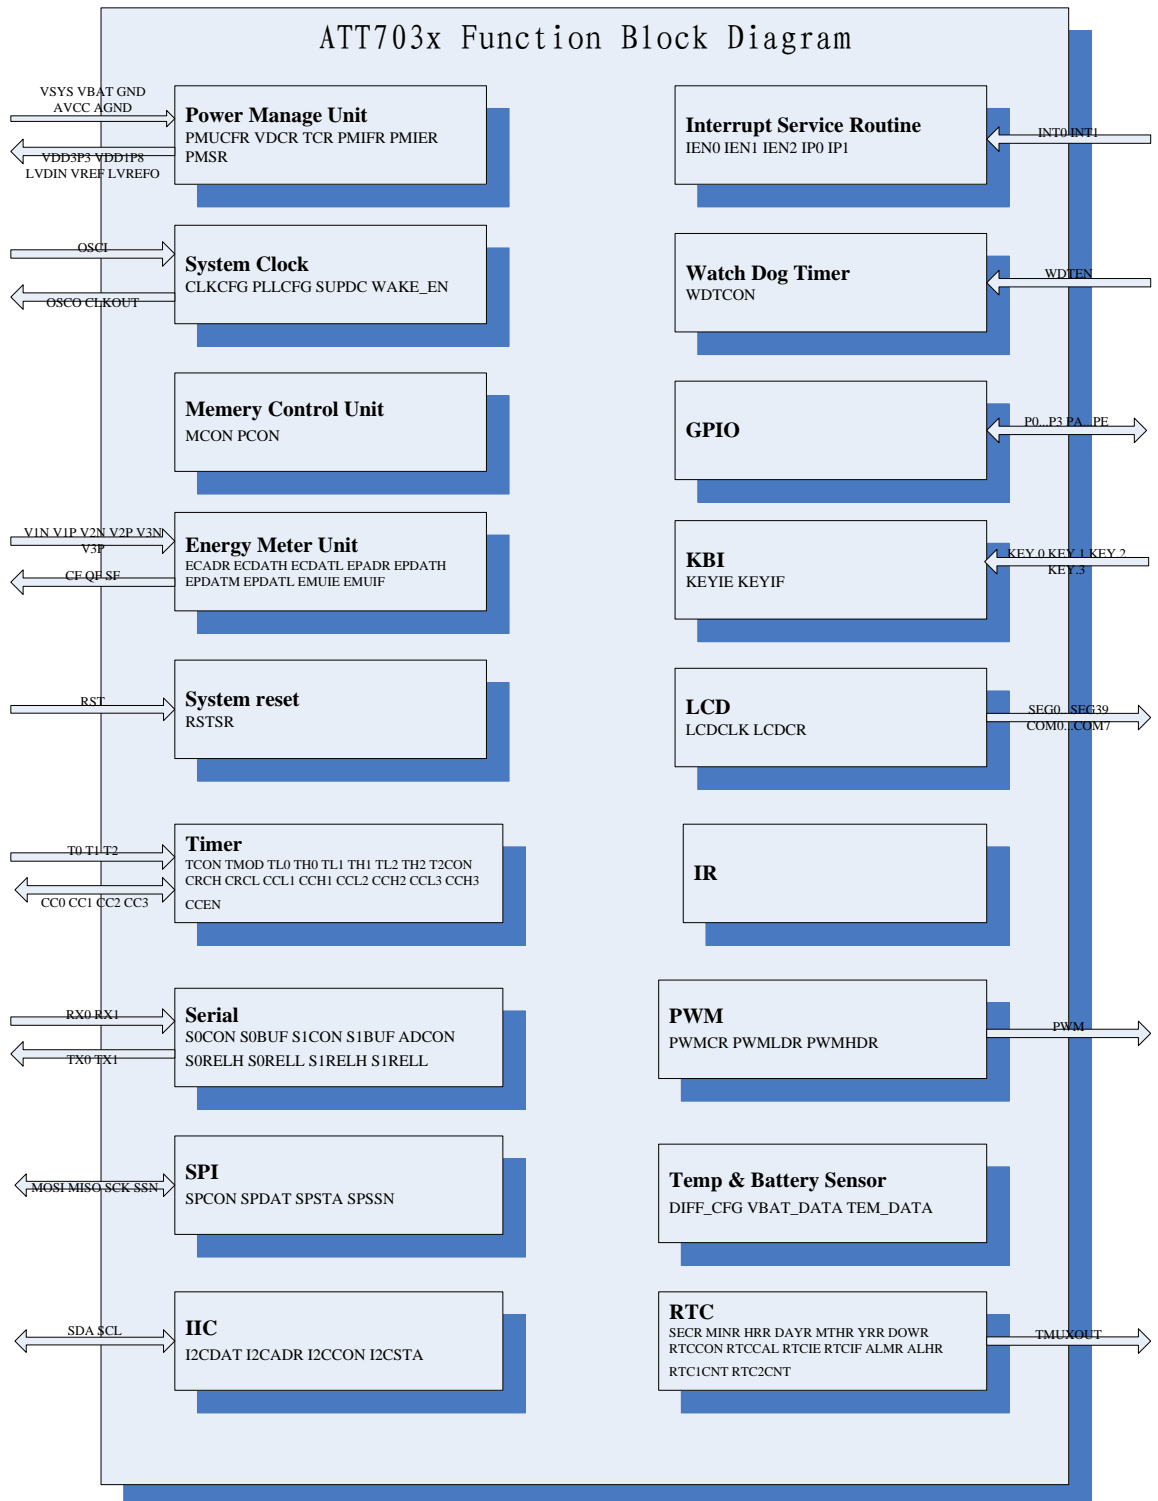 ATT703x Function Block Diagram
VSYS VBAT GND
AVCC AGND
VDD3P3 VDD1P8
LVDIN VREF LVREFO
Power Manage Unit
PMUCFR VDCR TCR PMIFR PMIER
PMSR
Interrupt Service Routine
IEN0 IEN1 IEN2 IP0 IP1
INT0 INT1
OSCI
OSCO CLKOUT
System Clock
CLKCFG PLLCFG SUPDC WAKE_EN
Watch Dog Timer
WDTCON
WDTEN
Memery Control Unit
MCON PCON
GPIO
P0...P3 PA...PE
V1N V1P V2N V2P V3N
V3P
CF QF SF
Energy Meter Unit
ECADR ECDATH ECDATL EPADR EPDATH
EPDATM EPDATL EMUIE EMUIF
KBI
KEYIE KEYIF
KEY.0 KEY.1 KEY.2
KEY.3
RST
System reset
RSTSR
LCD
LCDCLK LCDCR
SEG0...SEG39
COM0...COM7
T0 T1 T2
CC0 CC1 CC2 CC3
Timer
TCON TMOD TL0 TH0 TL1 TH1 TL2 TH2 T2CON
CRCH CRCL CCL1 CCH1 CCL2 CCH2 CCL3 CCH3
CCEN
IR
RX0 RX1
TX0 TX1
Serial
S0CON S0BUF S1CON S1BUF ADCON
S0RELH S0RELL S1RELH S1RELL
PWM
PWMCR PWMLDR PWMHDR
PWM
MOSI MISO SCK SSN
SPI
SPCON SPDAT SPSTA SPSSN
Temp & Battery Sensor
DIFF_CFG VBAT_DATA TEM_DATA
SDA SCL
IIC
I2CDAT I2CADR I2CCON I2CSTA
RTC
SECR MINR HRR DAYR MTHR YRR DOWR
RTCCON RTCCAL RTCIE RTCIF ALMR ALHR
RTC1CNT RTC2CNT
TMUXOUT